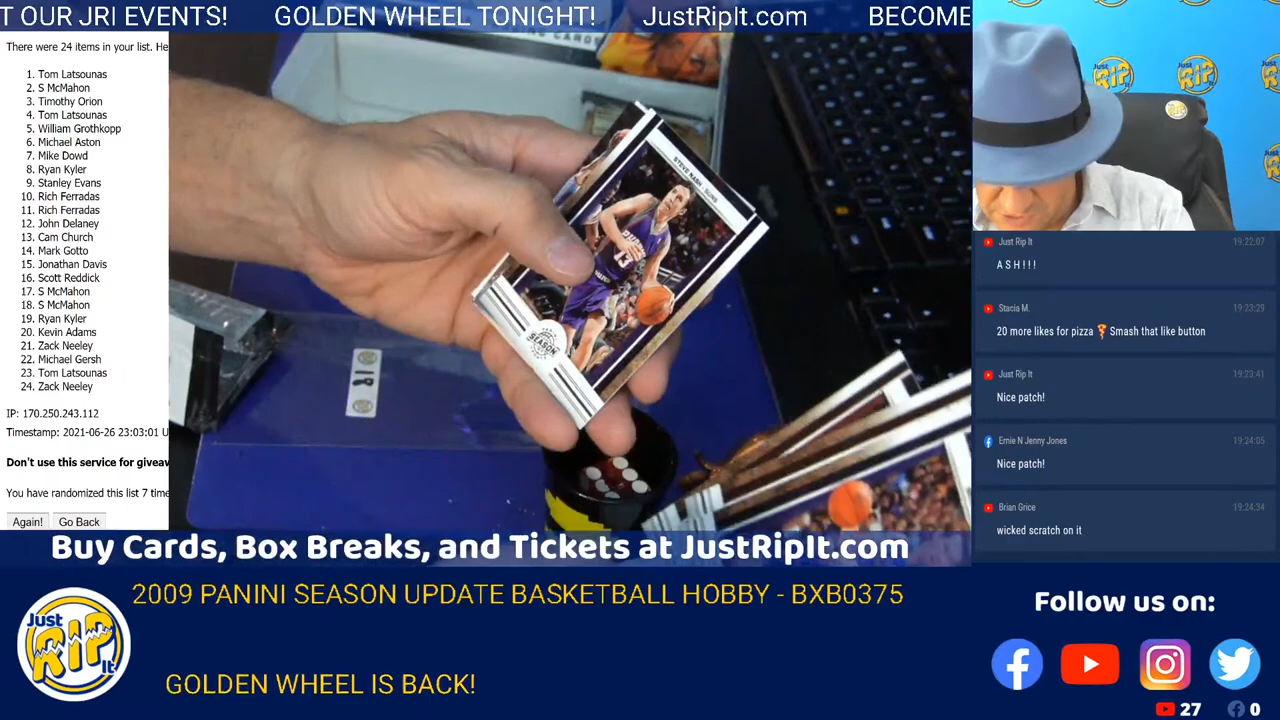 T OUR JRI EVENTS! GOLDEN WHEEL TONIGHT! JustRipIt.com BECOME
There were 24 items in your list. He
1. Tom Latsounas
2. S McMahon
3. Timothy Orion
4. Tom Latsounas
5. William Grothkopp
6. Michael Aston
7. Mike Dowd
8. Ryan Kyler
9. Stanley Evans
10. Rich Ferradas
11. Rich Ferradas
12. John Delaney
13. Cam Church
14. Mark Gotto
15. Jonathan Davis
16. Scott Reddick
17. S McMahon
18. S McMahon
19. Ryan Kyler
20. Kevin Adams
21. Zack Neeley
22. Michael Gersh
23. Tom Latsounas
24. Zack Neeley
IP: 170.250.243.112
Timestamp: 2021-06-26 23:03:01 U
Don't use this service for giveaw
You have randomized this list 7 time
Again! Go Back
STEVE NASH - SUNS
13
SEASON
18
Just Rip It 19:22:07
A S H ! ! !
Stacia M. 19:23:29
20 more likes for pizza 🍕 Smash that like button
Just Rip It 19:23:41
Nice patch!
Ernie N Jenny Jones 19:24:05
Nice patch!
Brian Grice 19:24:34
wicked scratch on it
Buy Cards, Box Breaks, and Tickets at JustRipIt.com
2009 PANINI SEASON UPDATE BASKETBALL HOBBY - BXB0375
GOLDEN WHEEL IS BACK!
Just
RIP
It
Follow us on:
27 0